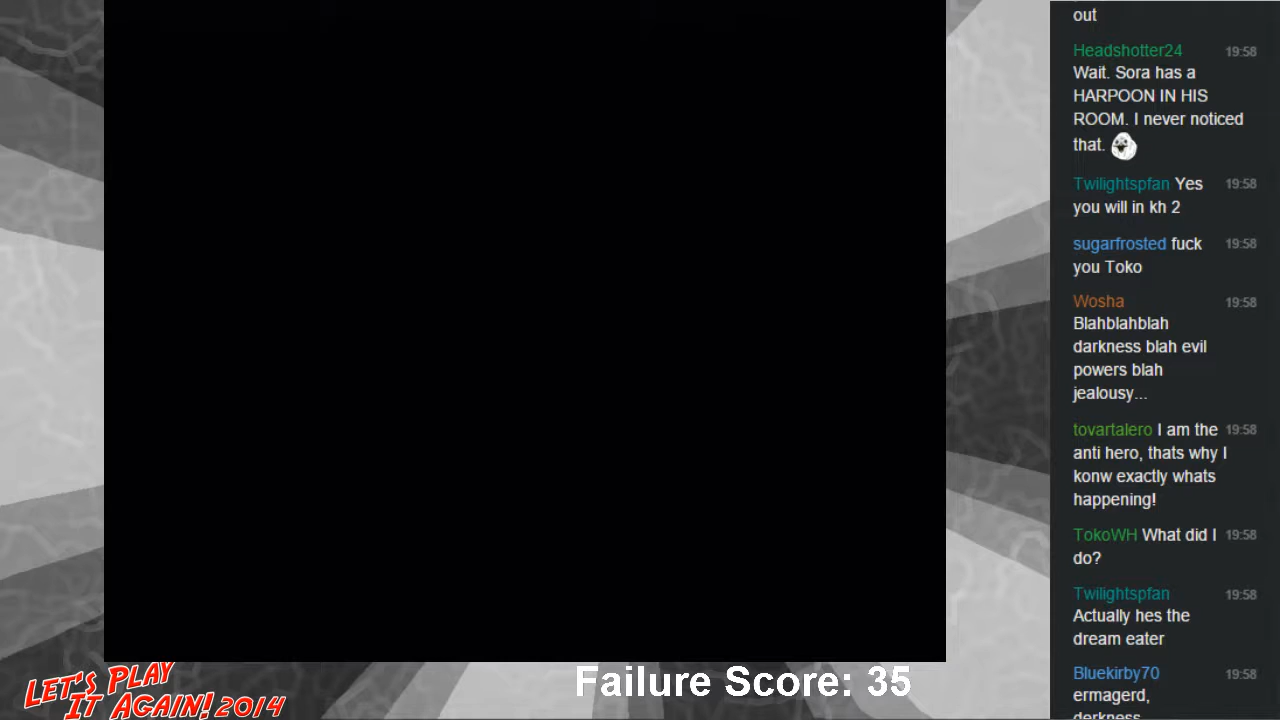 out
Headshotter24 19:58
Wait. Sora has a
HARPOON IN HIS
ROOM. I never noticed
that.
Twilightspfan Yes 19:58
you will in kh 2
sugarfrosted fuck 19:58
you Toko
Wosha 19:58
Blahblahblah
darkness blah evil
powers blah
jealousy...
tovartalero I am the 19:58
anti hero, thats why I
konw exactly whats
happening!
TokoWH What did I 19:58
do?
Twilightspfan 19:58
Actually hes the
dream eater
Bluekirby70 19:58
ermagerd,
derkness
LET'S PLAY
IT AGAIN! 2014
Failure Score: 35